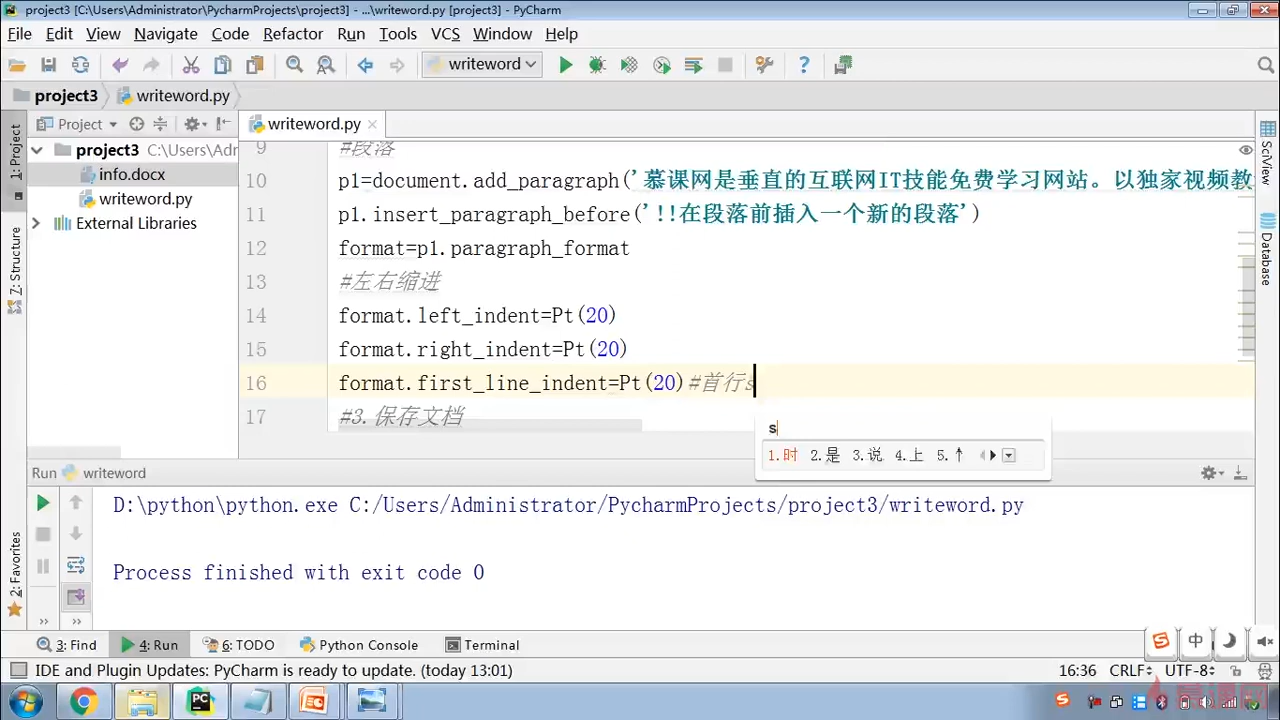 project3 [C:\Users\Administrator\PycharmProjects\project3] - ...\writeword.py [project3] - PyCharm
File Edit View Navigate Code Refactor Run Tools VCS Window Help
writeword
project3 writeword.py
Project writeword.py
1: Project
project3 C:\Users\Adr
info.docx
writeword.py
External Libraries
Z: Structure
2: Favorites
SciView
Database
9 #段落
10 p1=document.add_paragraph('慕课网是垂直的互联网IT技能免费学习网站。以独家视频教
11 p1.insert_paragraph_before('!!在段落前插入一个新的段落')
12 format=p1.paragraph_format
13 #左右缩进
14 format.left_indent=Pt(20)
15 format.right_indent=Pt(20)
16 format.first_line_indent=Pt(20)#首行s
17 #3.保存文档
s
1.时 2.是 3.说 4.上 5.↑
Run writeword
D:\python\python.exe C:/Users/Administrator/PycharmProjects/project3/writeword.py
Process finished with exit code 0
3: Find 4: Run 6: TODO Python Console Terminal
中
IDE and Plugin Updates: PyCharm is ready to update. (today 13:01) 16:36 CRLF UTF-8
PC